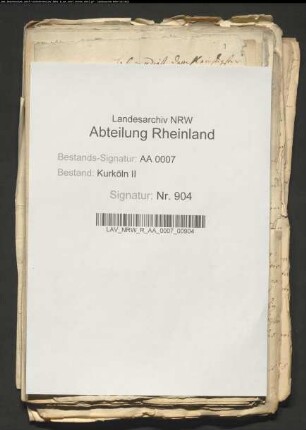 Landesarchiv NRW
Abteilung Rheinland
Bestands-Signatur: AA 0007
Bestand: Kurköln II
Signatur: Nr. 904
LAV_NRW_R_AA_0007_00904